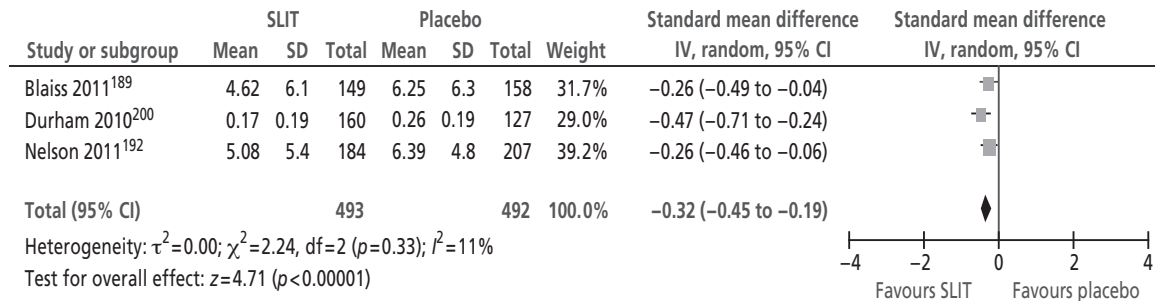 SLIT Placebo Standard mean difference Standard mean difference
Study or subgroup Mean SD Total Mean SD Total Weight IV, random, 95% CI IV, random, 95% CI
Blaiss 2011¹⁸⁹ 4.62 6.1 149 6.25 6.3 158 31.7% −0.26 (−0.49 to −0.04)
Durham 2010²⁰⁰ 0.17 0.19 160 0.26 0.19 127 29.0% −0.47 (−0.71 to −0.24)
Nelson 2011¹⁹² 5.08 5.4 184 6.39 4.8 207 39.2% −0.26 (−0.46 to −0.06)
Total (95% CI) 493 492 100.0% −0.32 (−0.45 to −0.19)
Heterogeneity: τ²=0.00; χ²=2.24, df=2 (p=0.33); I²=11%
Test for overall effect: z=4.71 (p<0.00001)
−4 −2 0 2 4
Favours SLIT Favours placebo